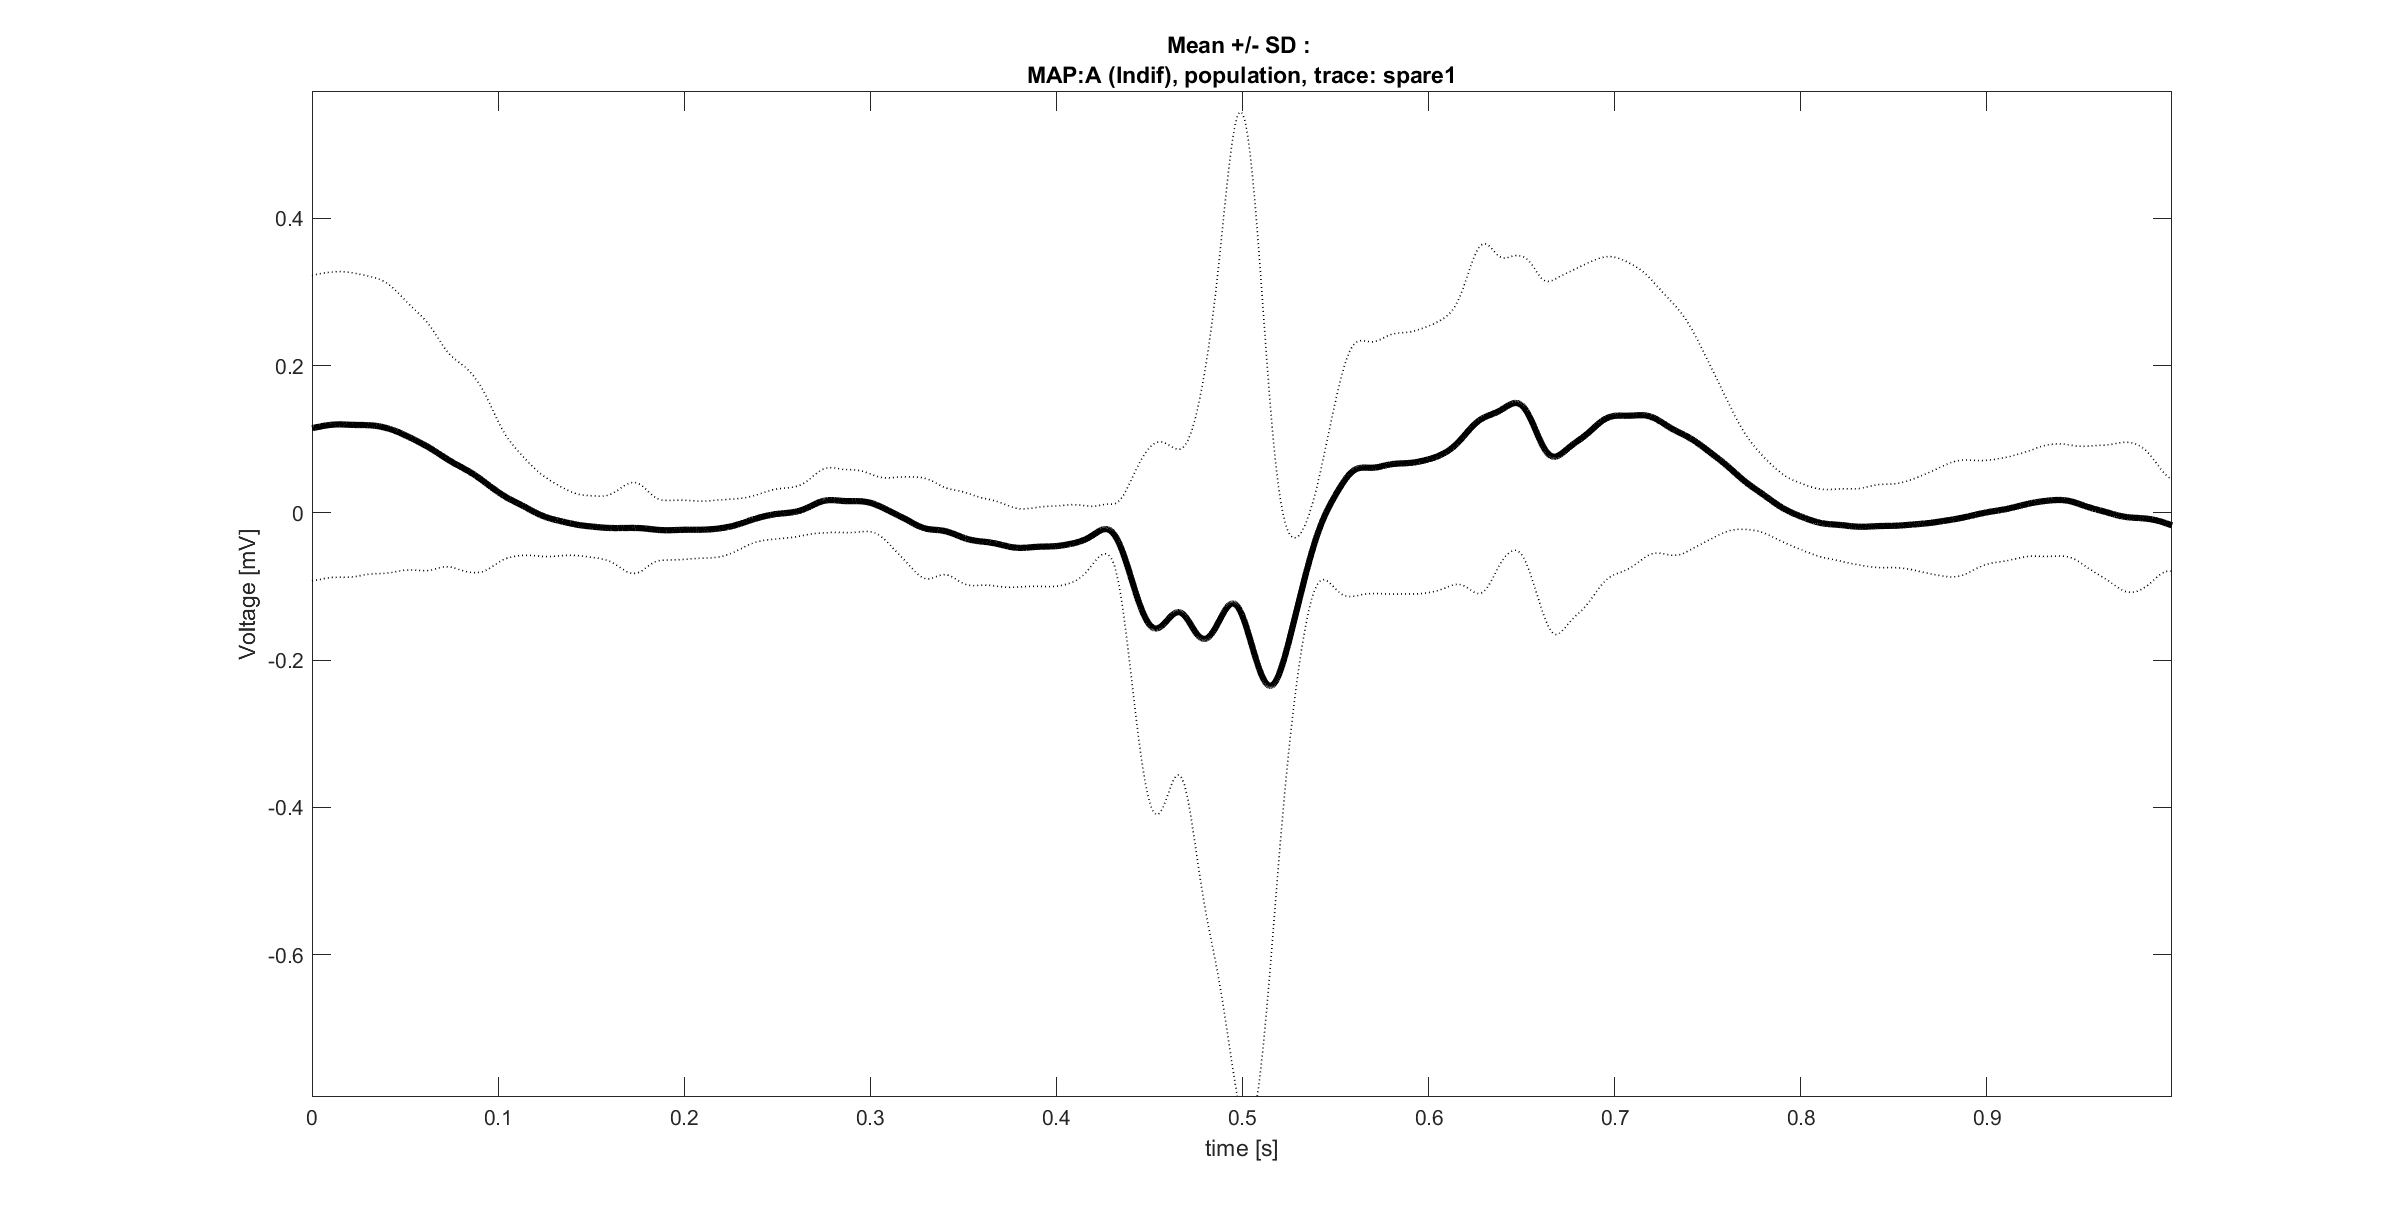 Mean +/- SD :
MAP:A (Indif), population, trace: spare1
0.4
0.2
0
-0.2
-0.4
-0.6
Voltage [mV]
0 0.1 0.2 0.3 0.4 0.5 0.6 0.7 0.8 0.9
time [s]